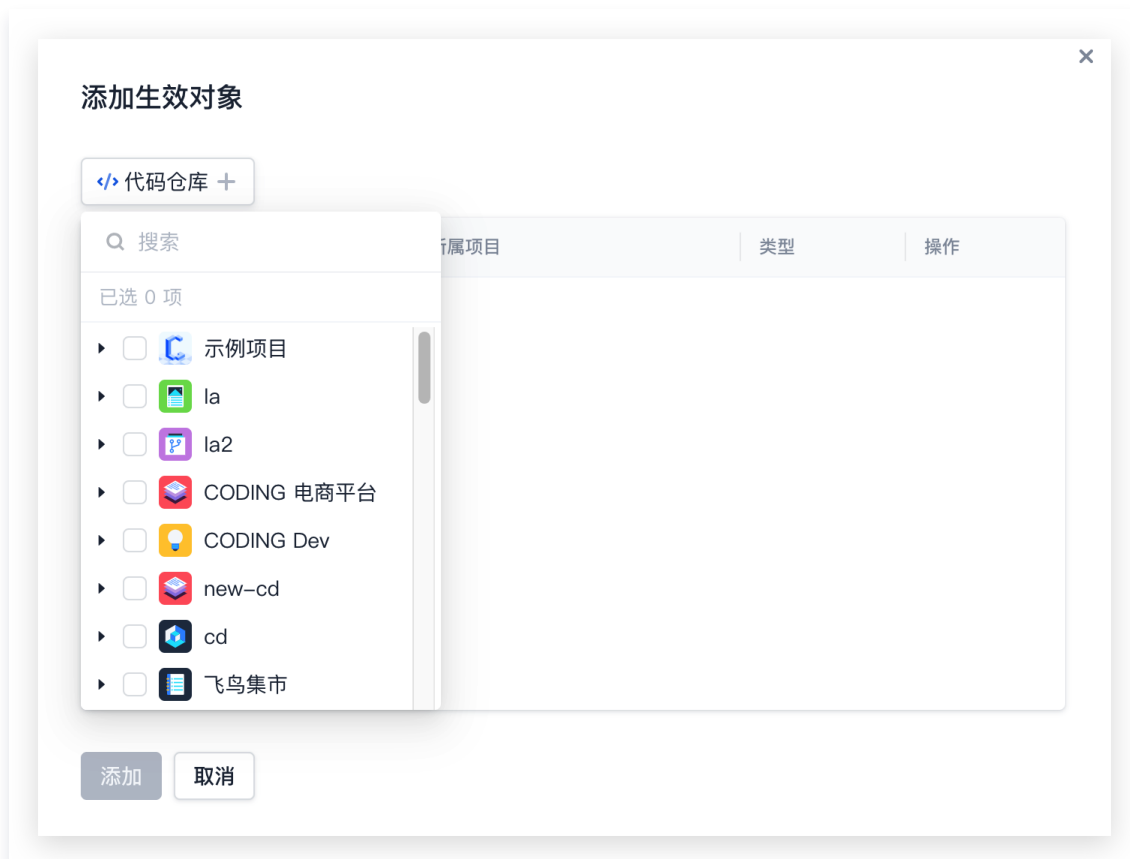 添加生效对象
</> 代码仓库 +
搜索
属项目 类型 操作
已选 0 项
示例项目
la
la2
CODING 电商平台
CODING Dev
new-cd
cd
飞鸟集市
添加 取消